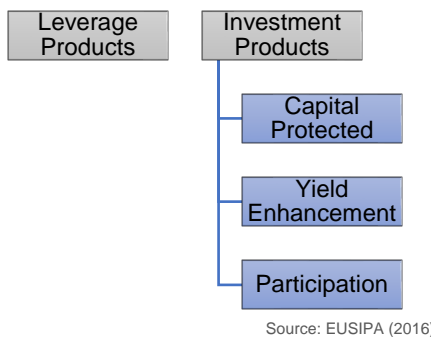 Leverage
Products
Investment
Products
Capital
Protected
Yield
Enhancement
Participation
Source: EUSIPA (2016)